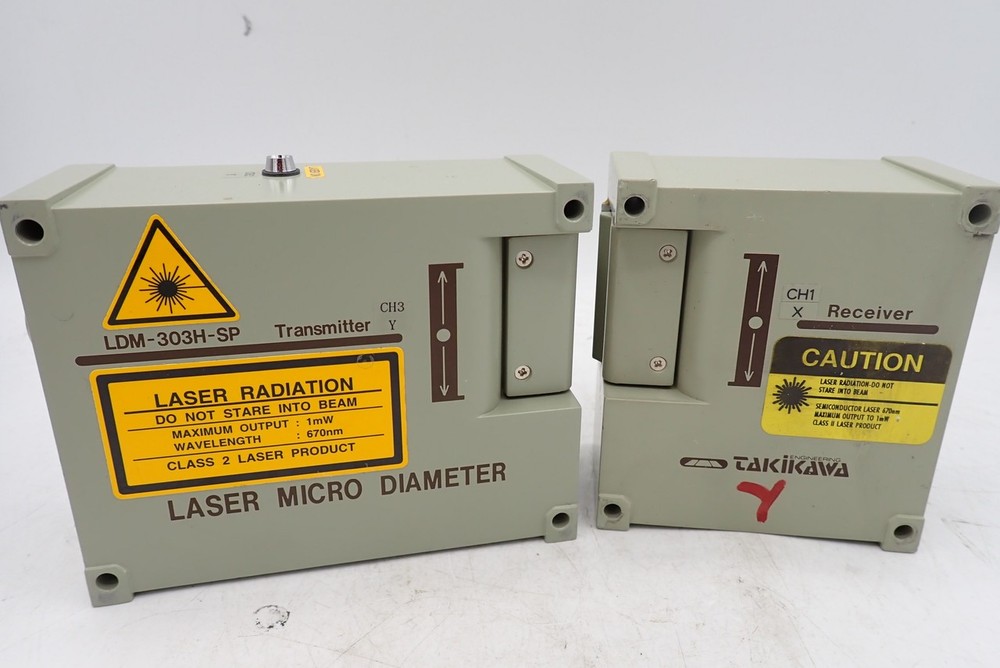 LDM-303H-SP Transmitter
CH3
Y
LASER RADIATION
DO NOT STARE INTO BEAM
MAXIMUM OUTPUT : 1mW
WAVELENGTH : 670nm
CLASS 2 LASER PRODUCT
LASER MICRO DIAMETER
CH1
X
Receiver
CAUTION
LASER RADIATION-DO NOT
STARE INTO BEAM
SEMICONDUCTOR LASER 670nm
MAXIMUM OUTPUT TO 1mW
CLASS II LASER PRODUCT
ENGINEERING
TAKIKAWA
Y